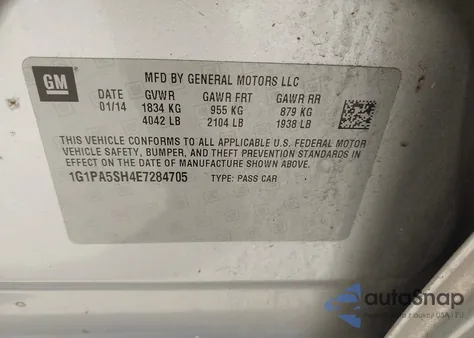 GM
MFD BY GENERAL MOTORS LLC
DATE GVWR GAWR FRT GAWR RR
01/14 1834 KG 955 KG 879 KG
4042 LB 2104 LB 1938 LB
THIS VEHICLE CONFORMS TO ALL APPLICABLE U.S. FEDERAL MOTOR
VEHICLE SAFETY, BUMPER, AND THEFT PREVENTION STANDARDS IN
EFFECT ON THE DATE OF MANUFACTURE SHOWN ABOVE.
1G1PA5SH4E7284705 TYPE: PASS CAR
autoSnap